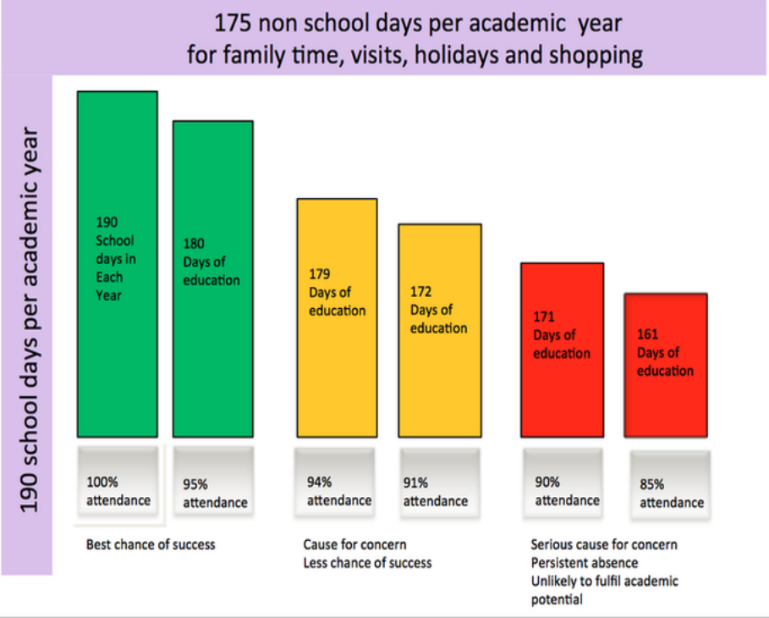 175 non school days per academic year
for family time, visits, holidays and shopping
190 school days per academic year
190
School
days in
Each
Year
180
Days of
education
179
Days of
education
172
Days of
education
171
Days of
education
161
Days of
education
100%
attendance
95%
attendance
94%
attendance
91%
attendance
90%
attendance
85%
attendance
Best chance of success
Cause for concern
Less chance of success
Serious cause for concern
Persistent absence
Unlikely to fulfil academic
potential